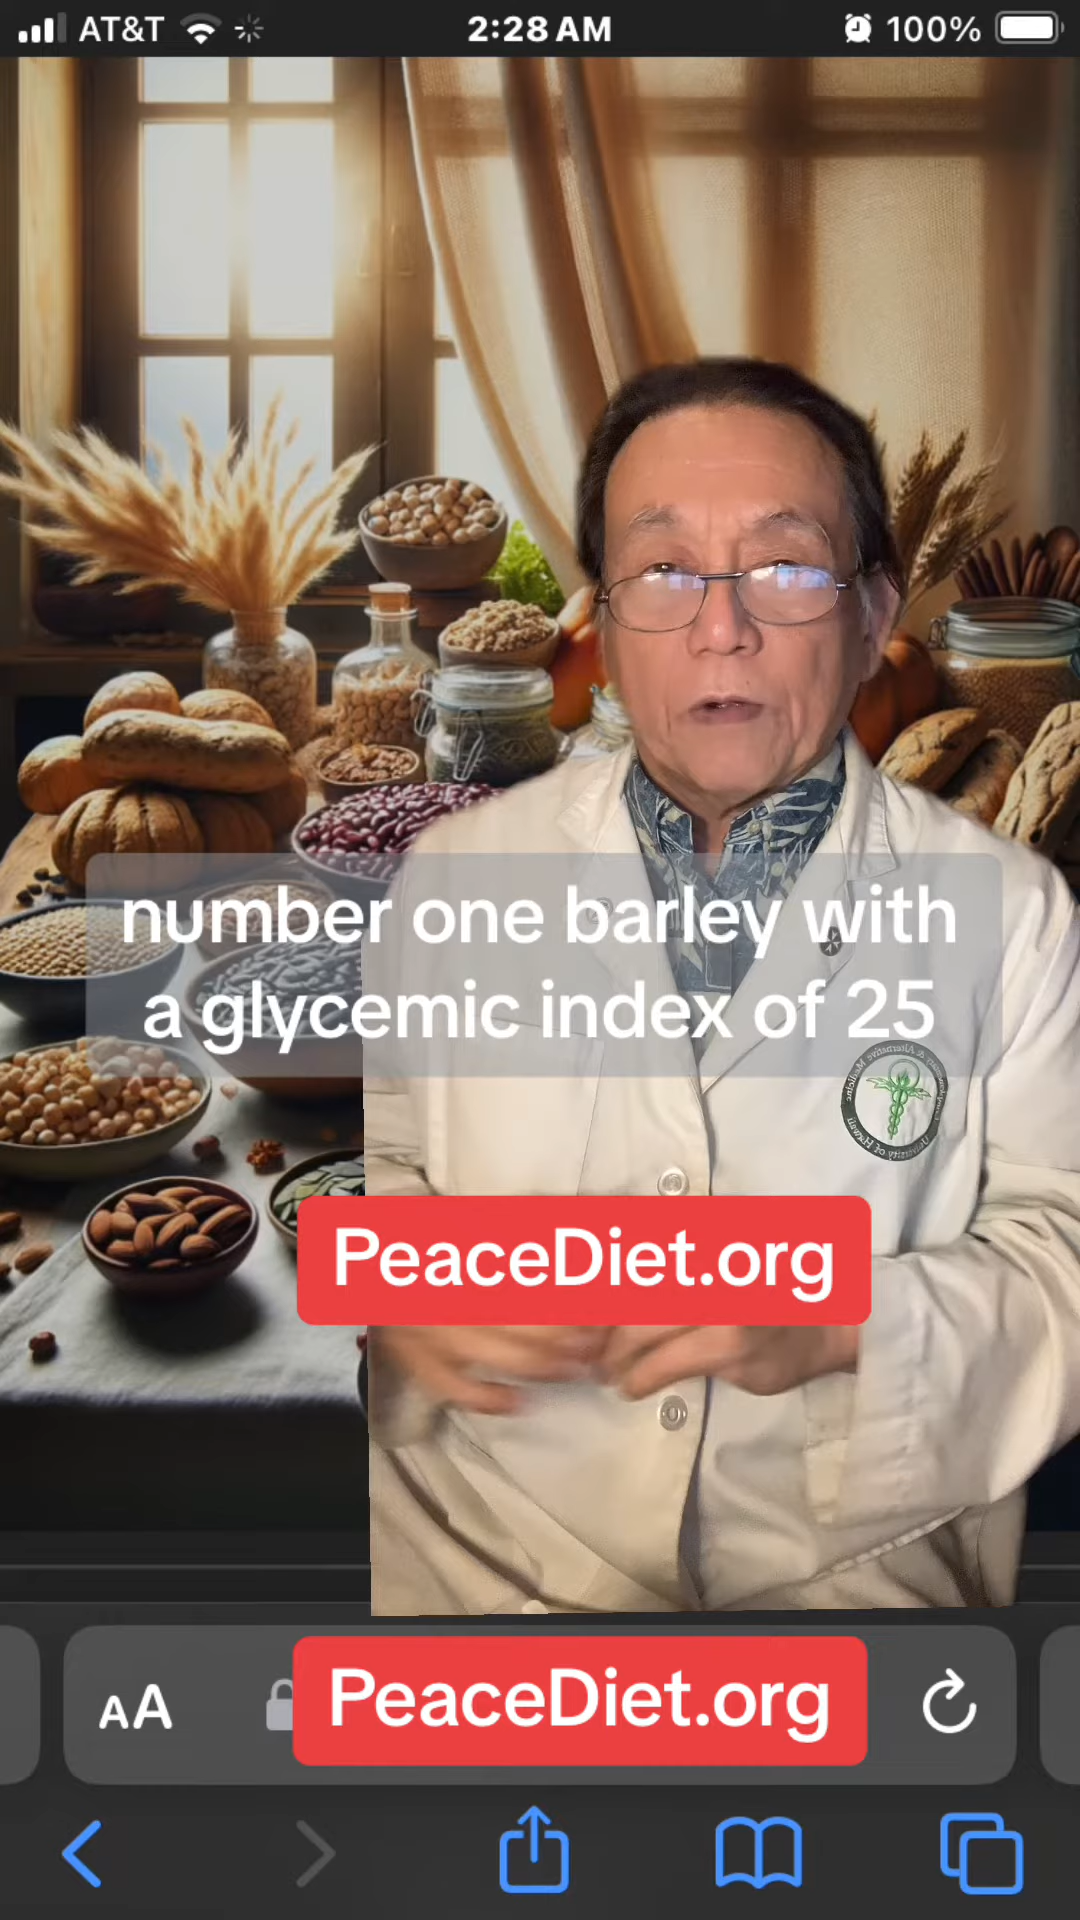 AT&T
2:28 AM
100%
number one barley with
a glycemic index of 25
PeaceDiet.org
AA
PeaceDiet.org